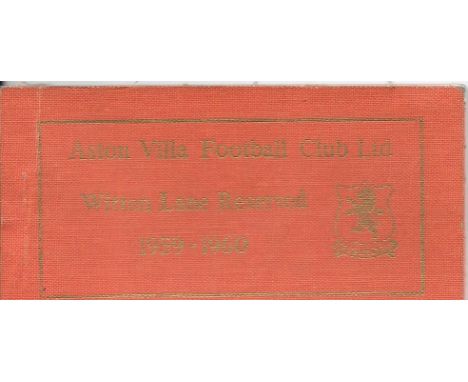 Aston Villa Football Club Ltd
Witton Lane Reserved
1959-1960